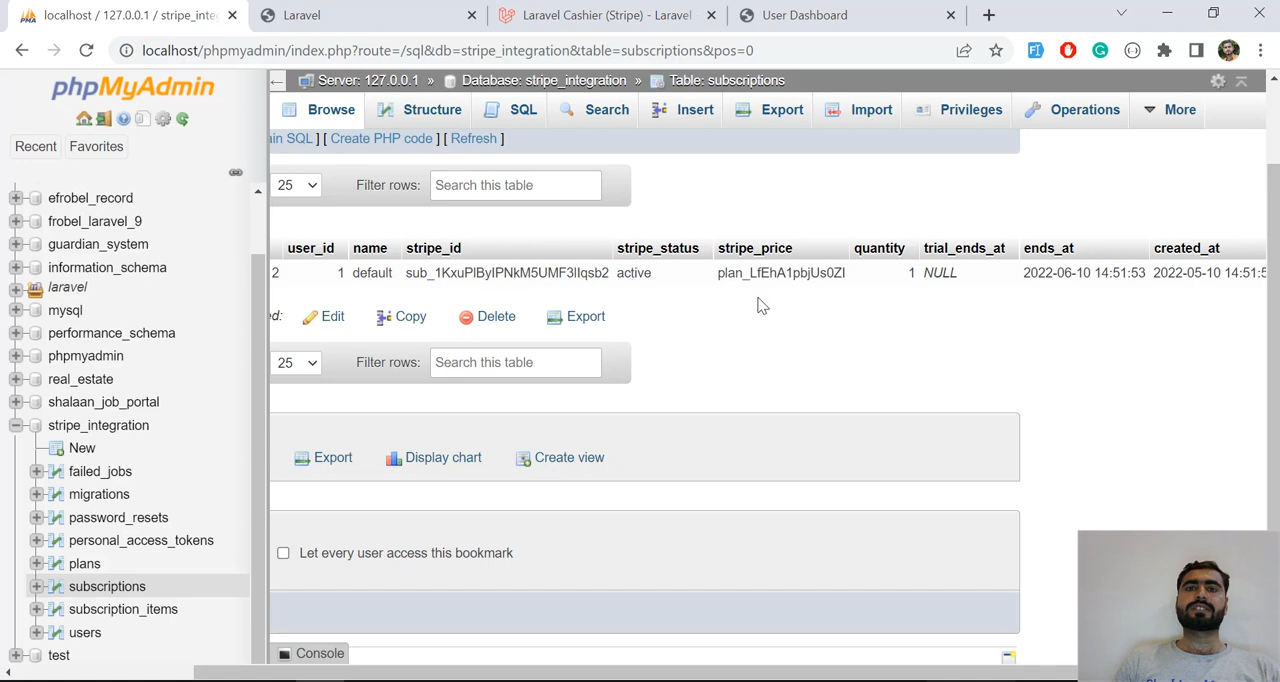 localhost / 127.0.0.1 / stripe_inte
Laravel
Laravel Cashier (Stripe) - Laravel
User Dashboard
localhost/phpmyadmin/index.php?route=/sql&db=stripe_integration&table=subscriptions&pos=0
phpMyAdmin
Recent
Favorites
efrobel_record
frobel_laravel_9
guardian_system
information_schema
laravel
mysql
performance_schema
phpmyadmin
real_estate
shalaan_job_portal
stripe_integration
New
failed_jobs
migrations
password_resets
personal_access_tokens
plans
subscriptions
subscription_items
users
test
Server: 127.0.0.1 » Database: stripe_integration » Table: subscriptions
Browse Structure SQL Search Insert Export Import Privileges Operations More
in SQL ] [ Create PHP code ] [ Refresh ]
25 Filter rows: Search this table
user_id name stripe_id stripe_status stripe_price quantity trial_ends_at ends_at created_at
2 1 default sub_1KxuPlByIPNkM5UMF3lIqsb2 active plan_LfEhA1pbjUs0ZI 1 NULL 2022-06-10 14:51:53 2022-05-10 14:51:5
ed: Edit Copy Delete Export
25 Filter rows: Search this table
Export Display chart Create view
Let every user access this bookmark
Console